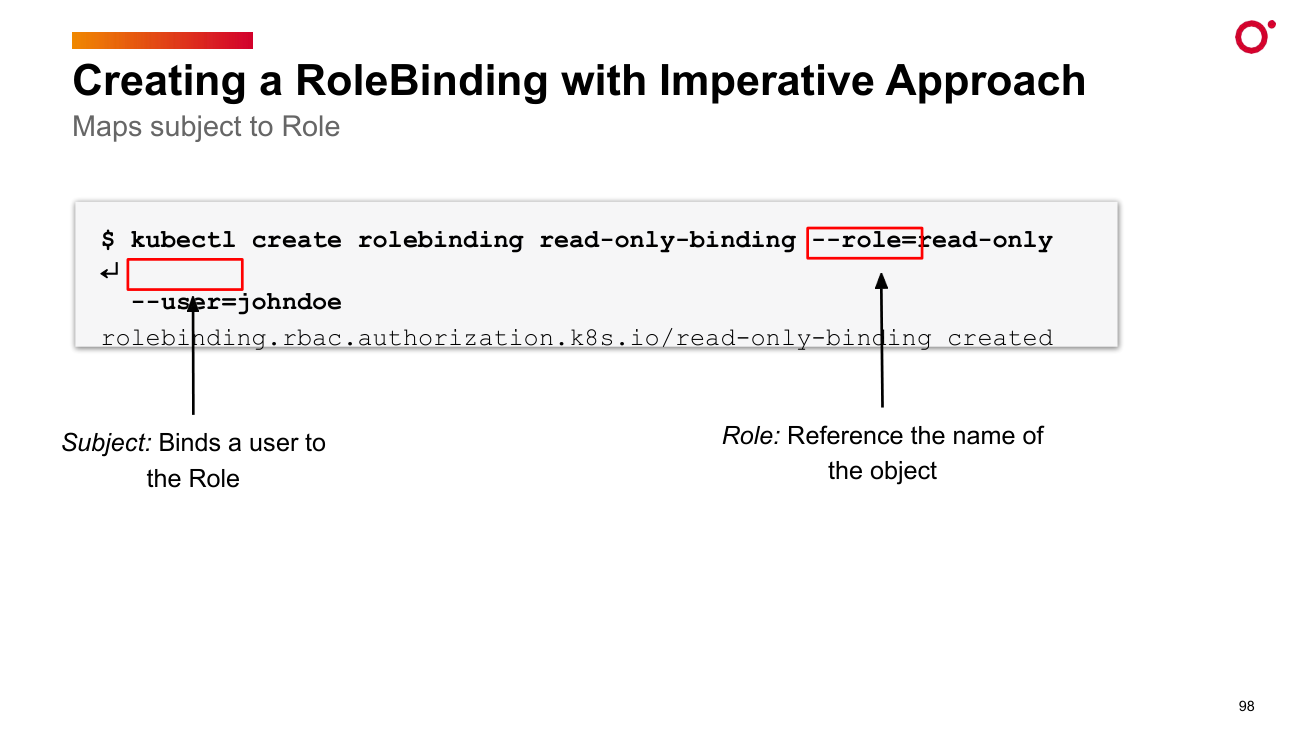 Creating a RoleBinding with Imperative Approach
Maps subject to Role
$ kubectl create rolebinding read-only-binding --role=read-only
↵
--user=johndoe
rolebinding.rbac.authorization.k8s.io/read-only-binding created
Subject: Binds a user to
the Role
Role: Reference the name of
the object
98